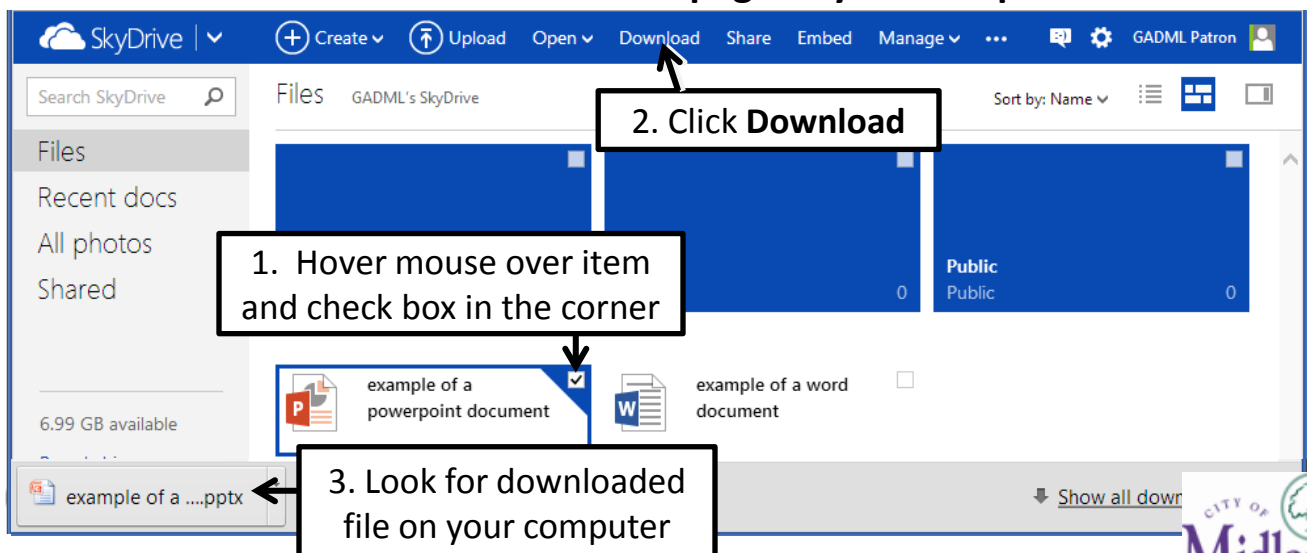 SkyDrive
Create
Upload
Open
Download
Share
Embed
Manage
GADML Patron
Search SkyDrive
Files
GADML's SkyDrive
Sort by: Name
2. Click Download
Files
Recent docs
All photos
Shared
1. Hover mouse over item
and check box in the corner
0
Public
Public
0
example of a
powerpoint document
example of a word
document
6.99 GB available
example of a ....pptx
3. Look for downloaded
file on your computer
Show all
CITY OF